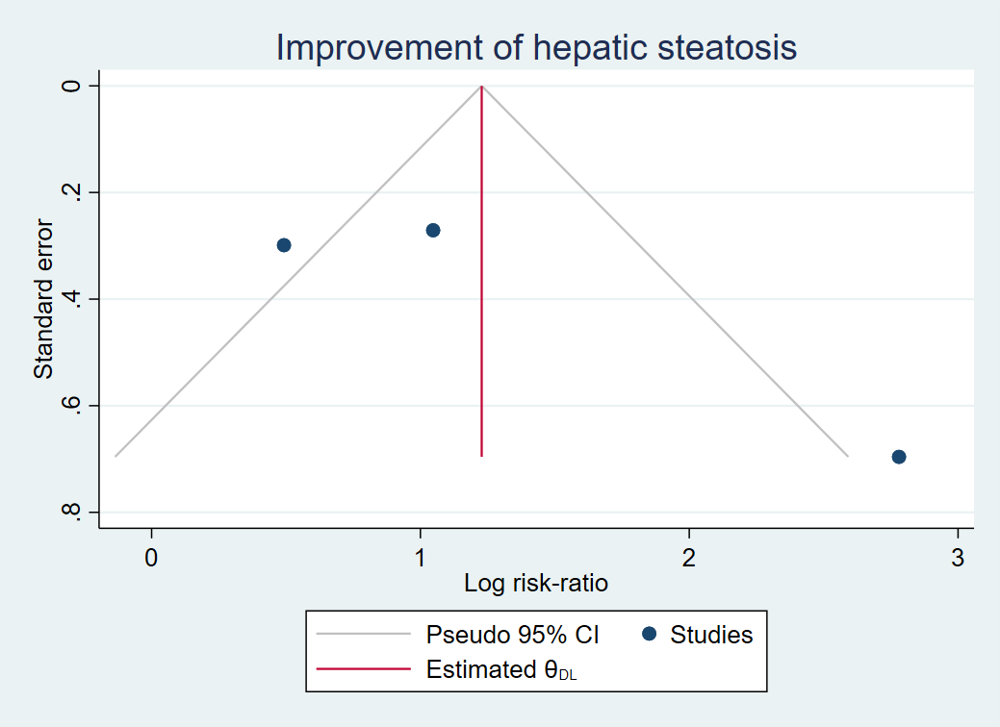 Improvement of hepatic steatosis
0
.2
.4
.6
.8
Standard error
0 1 2 3
Log risk-ratio
Pseudo 95% CI Studies
Estimated θDL